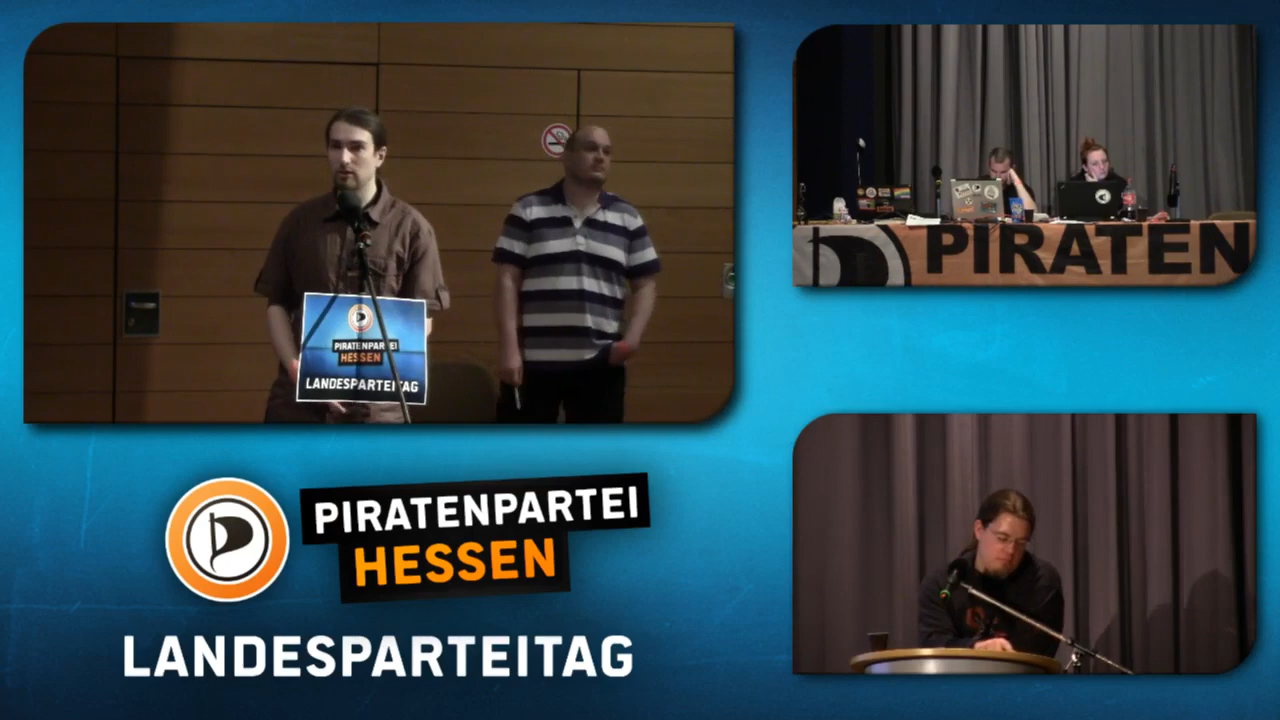 PIRATENPARTEI
HESSEN
LANDESPARTEITAG
PIRATEN
PIRATENPARTEI
HESSEN
LANDESPARTEITAG